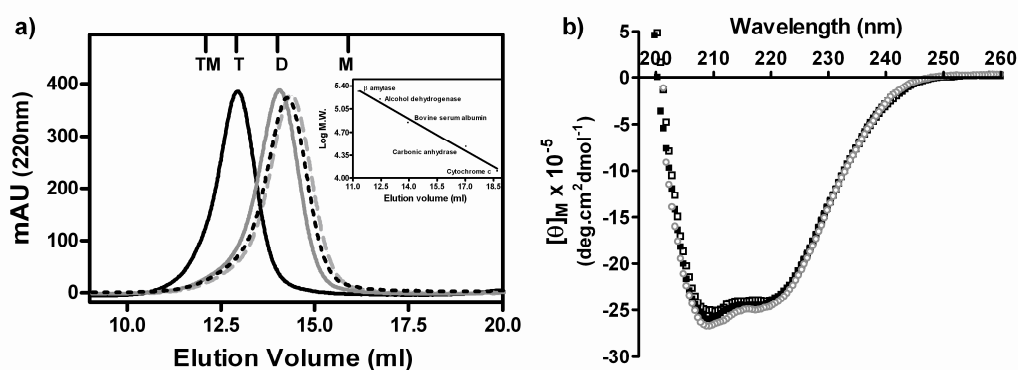 a)
TM T D M
400
300
200
100
0
mAU (220nm)
10.0 12.5 15.0 17.5 20.0
Elution Volume (ml)
6.40
5.05
4.70
4.35
4.00
Log M.W.
β amylase
Alcohol dehydrogenase
Bovine serum albumin
Carbonic anhydrase
Cytochrome c
11.0 12.5 14.0 15.5 17.0 18.5
Elution volume (ml)
b)
Wavelength (nm)
200 210 220 230 240 250 260
5
0
-5
-10
-15
-20
-25
-30
[θ]M x 10-5
(deg.cm2dmol-1)